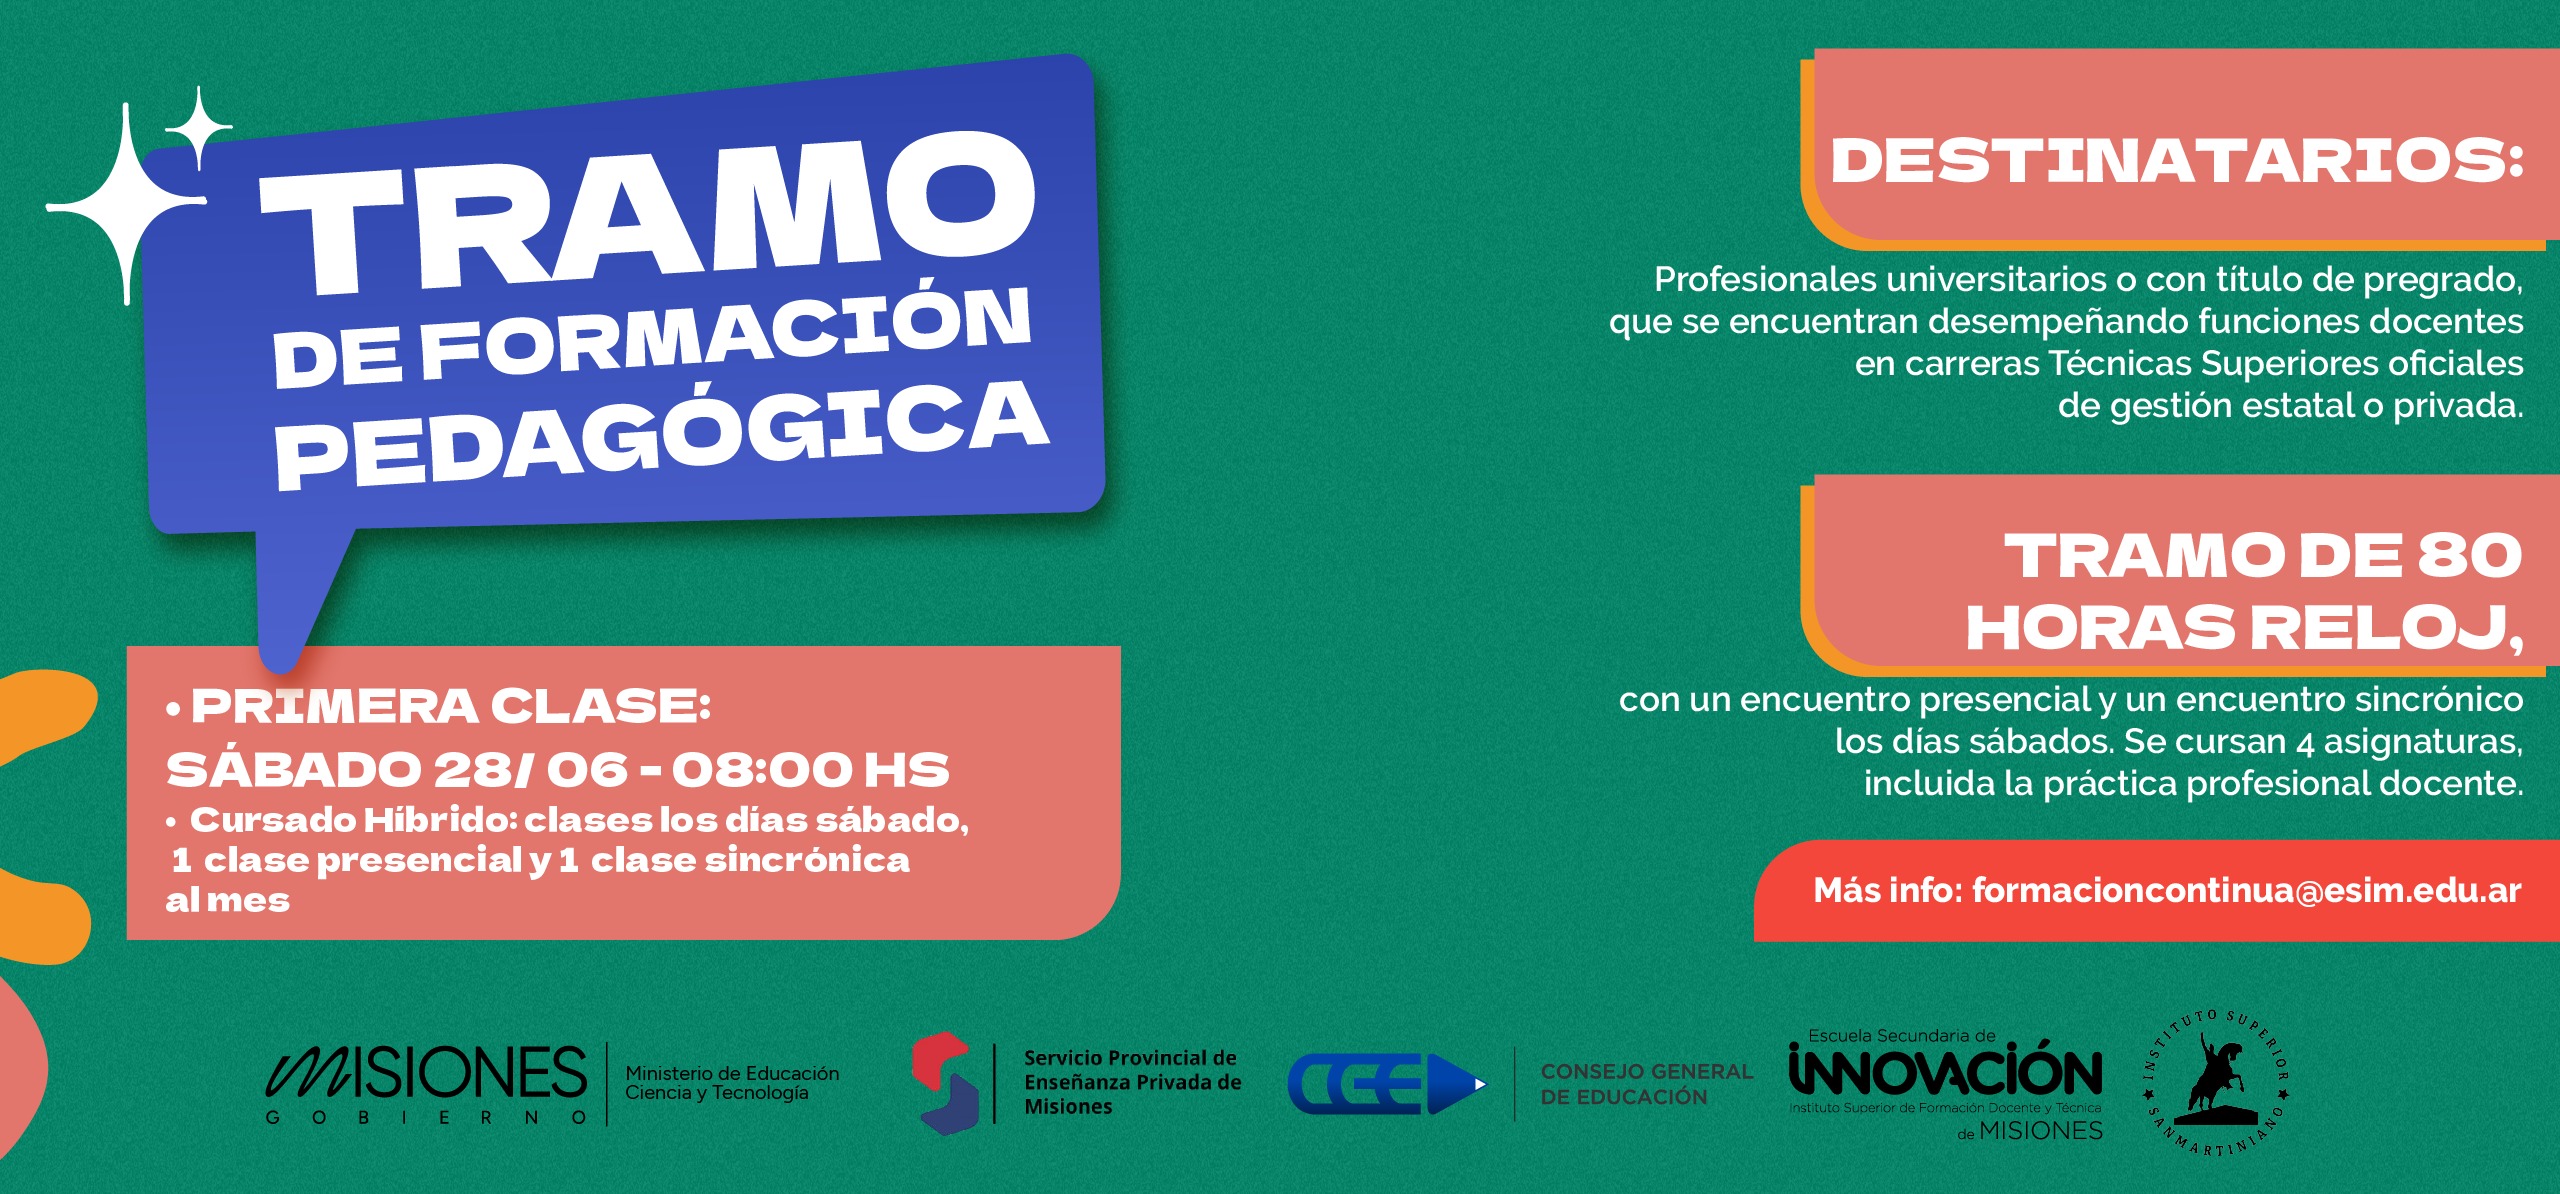 TRAMO
DE FORMACIÓN
PEDAGÓGICA
• PRIMERA CLASE:
SÁBADO 28/ 06 - 08:00 HS
• Cursado Híbrido: clases los días sábado,
1 clase presencial y 1 clase sincrónica
al mes
DESTINATARIOS:
Profesionales universitarios o con título de pregrado,
que se encuentran desempeñando funciones docentes
en carreras Técnicas Superiores oficiales
de gestión estatal o privada.
TRAMO DE 80
HORAS RELOJ,
con un encuentro presencial y un encuentro sincrónico
los días sábados. Se cursan 4 asignaturas,
incluida la práctica profesional docente.
Más info: formacioncontinua@esim.edu.ar
MISIONES
GOBIERNO
Ministerio de Educación
Ciencia y Tecnología
Servicio Provincial de
Enseñanza Privada de
Misiones
CGE
CONSEJO GENERAL
DE EDUCACIÓN
Escuela Secundaria de
iNNOVACiÓN
Instituto Superior de Formación Docente y Técnica
de MISIONES
INSTITUTO SUPERIOR
SANMARTINIANO